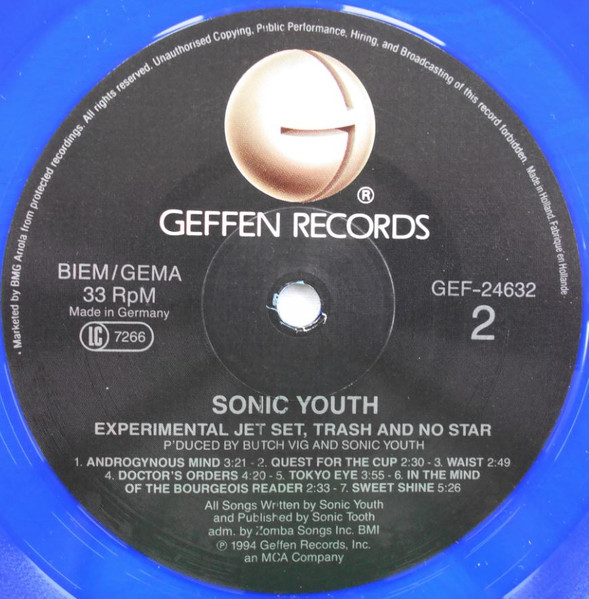 • Marketed by BMG Ariola from protected recordings. All rights reserved. Unauthorised Copying, Public Performance, Hiring, and Broadcasting of this record forbidden. Made in Holland. Fabriqué en Hollande
G
®
GEFFEN RECORDS
BIEM/GEMA
33 RpM
Made in Germany
LC 7266
GEF-24632
2
SONIC YOUTH
EXPERIMENTAL JET SET, TRASH AND NO STAR
P'DUCED BY BUTCH VIG AND SONIC YOUTH
1. ANDROGYNOUS MIND 3:21 - 2. QUEST FOR THE CUP 2:30 - 3. WAIST 2:49
4. DOCTOR'S ORDERS 4:20 - 5. TOKYO EYE 3:55 - 6. IN THE MIND
OF THE BOURGEOIS READER 2:33 - 7. SWEET SHINE 5:26
All Songs Written by Sonic Youth
and Published by Sonic Tooth
adm. by Zomba Songs Inc. BMI
℗ 1994 Geffen Records, Inc.
an MCA Company